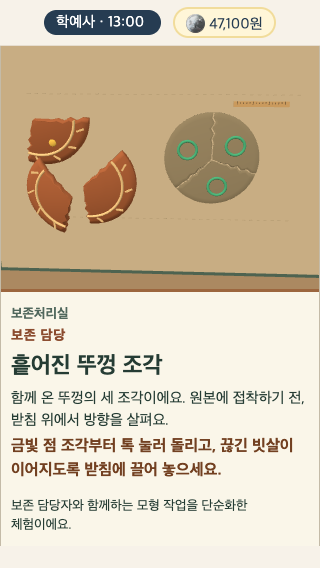 학예사 · 13:00
47,100원
보존처리실
보존 담당
흩어진 뚜껑 조각
함께 온 뚜껑의 세 조각이에요. 원본에 접착하기 전,
받침 위에서 방향을 살펴요.
금빛 점 조각부터 톡 눌러 돌리고, 끊긴 빗살이
이어지도록 받침에 끌어 놓으세요.
보존 담당자와 함께하는 모형 작업을 단순화한
체험이에요.